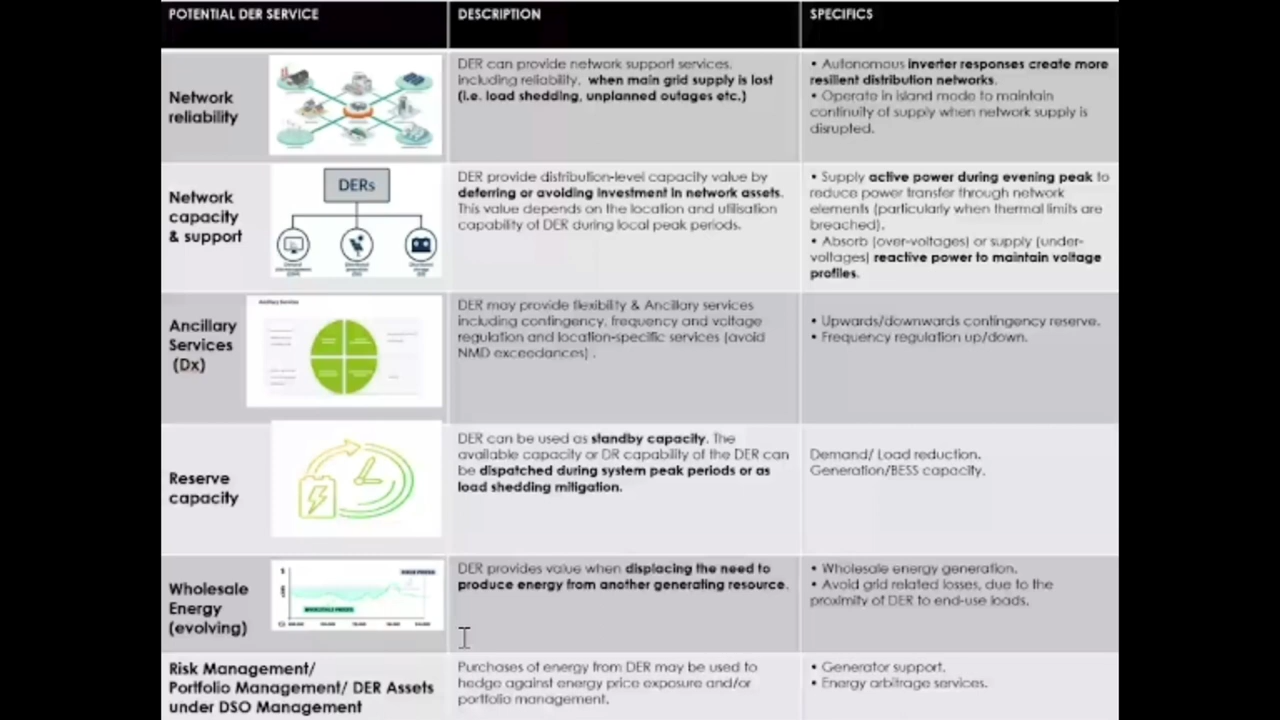 POTENTIAL DER SERVICE
DESCRIPTION
SPECIFICS
Network
reliability
DER can provide network support services,
including reliability, when main grid supply is lost
(i.e. load shedding, unplanned outages etc.)
• Autonomous inverter responses create more
resilient distribution networks.
• Operate in island mode to maintain
continuity of supply when network supply is
disrupted.
Network
capacity
& support
DERs
DER provide distribution-level capacity value by
deferring or avoiding investment in network assets.
This value depends on the location and utilisation
capability of DER during local peak periods.
• Supply active power during evening peak to
reduce power transfer through network
elements (particularly when thermal limits are
breached).
• Absorb (over-voltages) or supply (under-
voltages) reactive power to maintain voltage
profiles.
Ancillary
Services
(Dx)
Ancillary Services
DER may provide flexibility & Ancillary services
including contingency, frequency and voltage
regulation and location-specific services (avoid
NMD exceedances) .
• Upwards/downwards contingency reserve.
• Frequency regulation up/down.
Reserve
capacity
DER can be used as standby capacity. The
available capacity or DR capability of the DER can
be dispatched during system peak periods or as
load shedding mitigation.
Demand/ Load reduction.
Generation/BESS capacity.
Wholesale
Energy
(evolving)
DER provides value when displacing the need to
produce energy from another generating resource.
• Wholesale energy generation.
• Avoid grid related losses, due to the
proximity of DER to end-use loads.
Risk Management/
Portfolio Management/ DER Assets
under DSO Management
Purchases of energy from DER may be used to
hedge against energy price exposure and/or
portfolio management.
• Generator support.
• Energy arbitrage services.